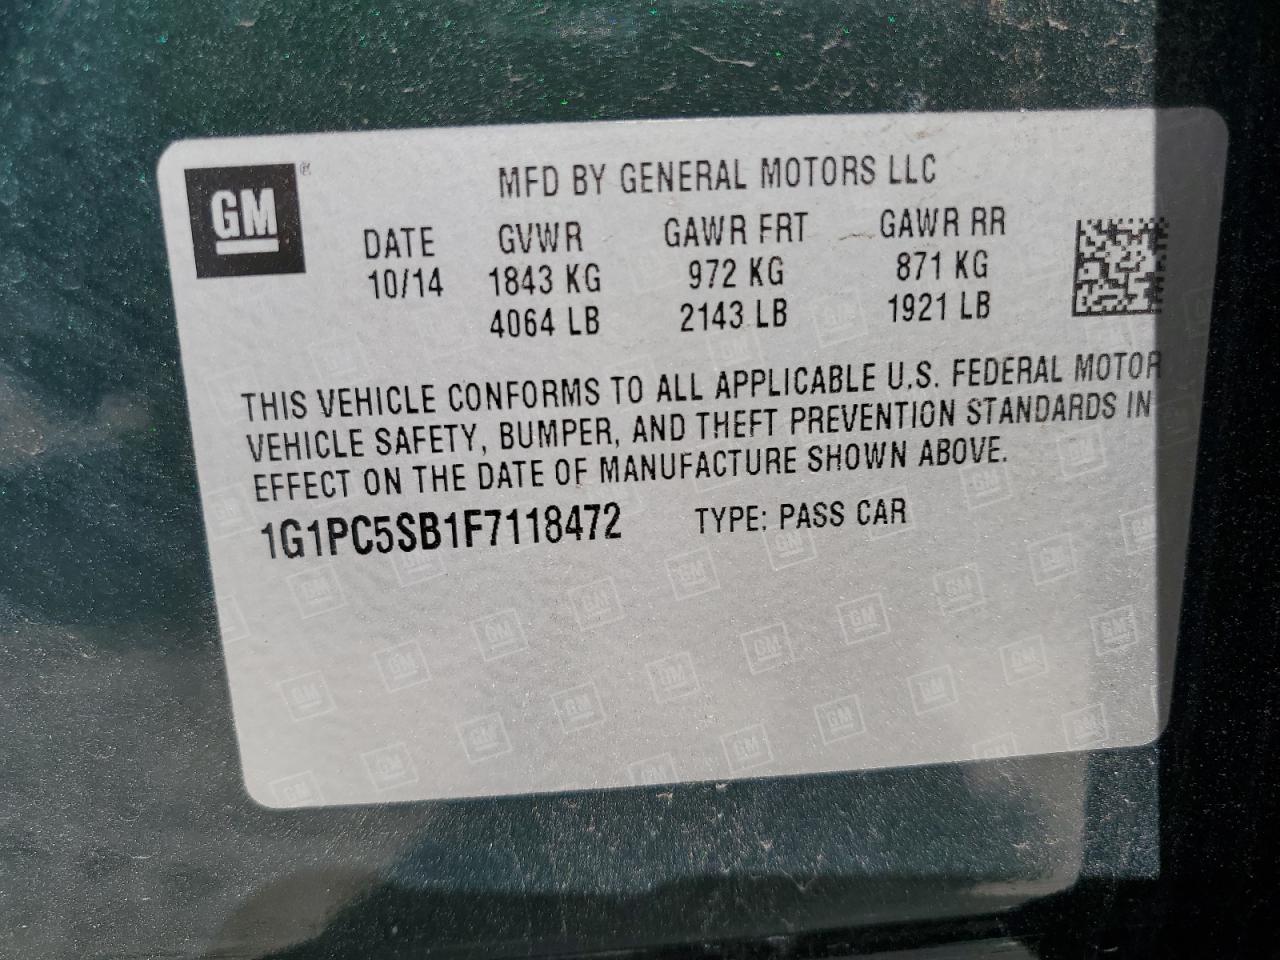 GM ®
MFD BY GENERAL MOTORS LLC
DATE GVWR GAWR FRT GAWR RR
10/14 1843 KG 972 KG 871 KG
4064 LB 2143 LB 1921 LB
THIS VEHICLE CONFORMS TO ALL APPLICABLE U.S. FEDERAL MOTOR
VEHICLE SAFETY, BUMPER, AND THEFT PREVENTION STANDARDS IN
EFFECT ON THE DATE OF MANUFACTURE SHOWN ABOVE.
1G1PC5SB1F7118472 TYPE: PASS CAR